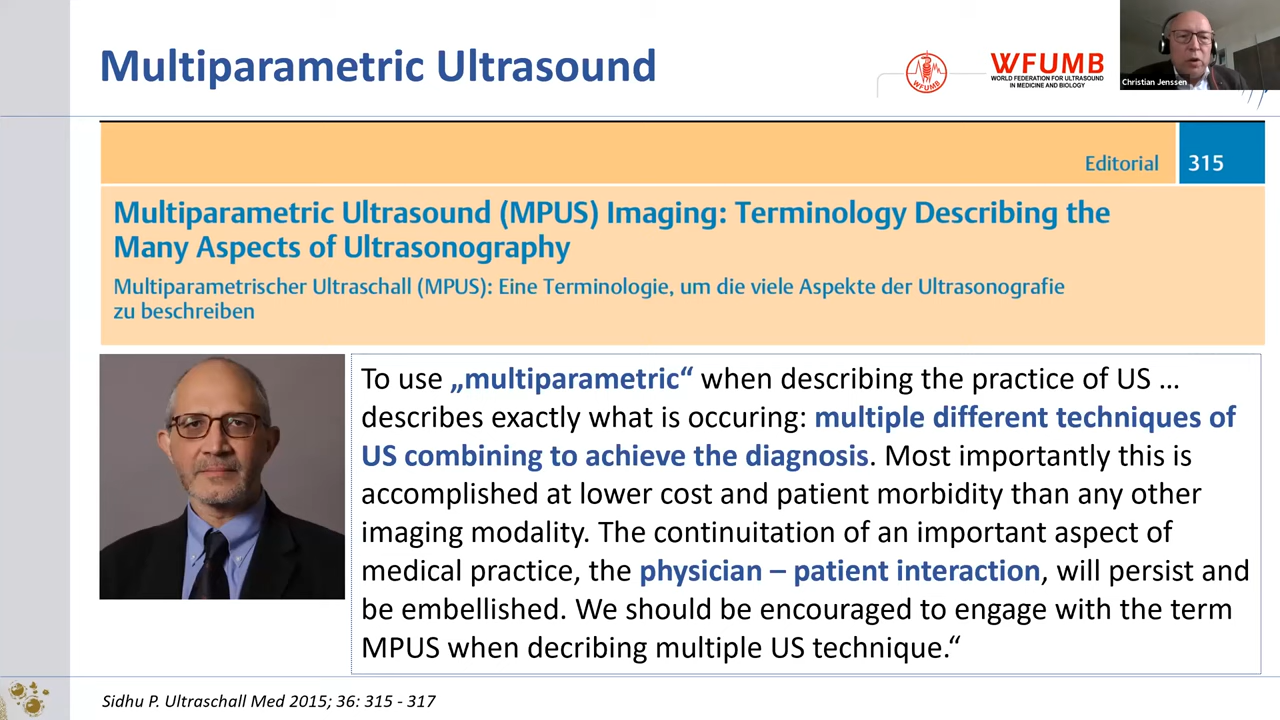 Multiparametric Ultrasound
WFUMB
WFUMB
WORLD FEDERATION FOR ULTRASOUND
IN MEDICINE AND BIOLOGY
Christian Jenssen
Editorial 315
Multiparametric Ultrasound (MPUS) Imaging: Terminology Describing the
Many Aspects of Ultrasonography
Multiparametrischer Ultraschall (MPUS): Eine Terminologie, um die viele Aspekte der Ultrasonografie
zu beschreiben
To use „multiparametric“ when describing the practice of US ...
describes exactly what is occuring: multiple different techniques of
US combining to achieve the diagnosis. Most importantly this is
accomplished at lower cost and patient morbidity than any other
imaging modality. The continuitation of an important aspect of
medical practice, the physician – patient interaction, will persist and
be embellished. We should be encouraged to engage with the term
MPUS when decribing multiple US technique.“
Sidhu P. Ultraschall Med 2015; 36: 315 - 317